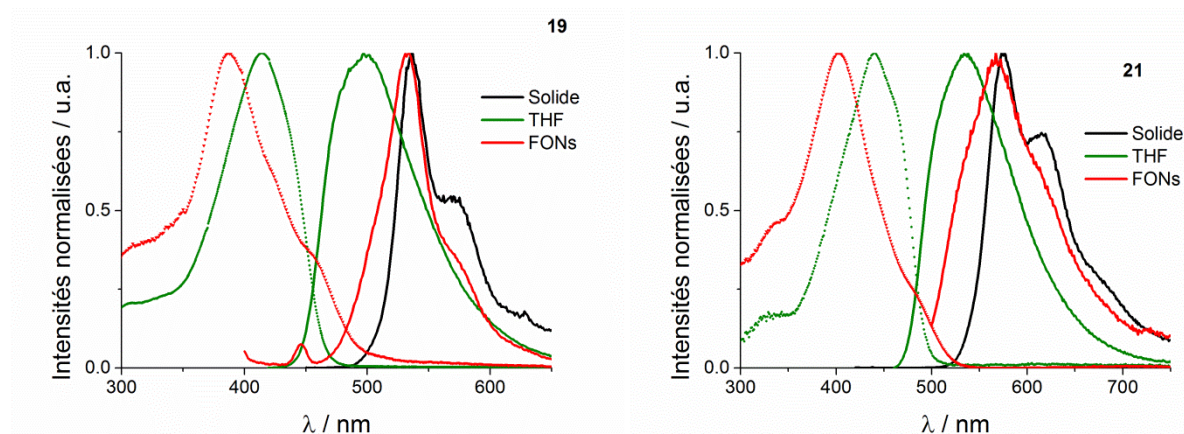 19
1.0
0.5
0.0
Intensités normalisées / u.a.
Solide
THF
FONs
300 400 500 600
λ / nm
21
1.0
0.5
0.0
Intensités normalisées / u.a.
Solide
THF
FONs
300 400 500 600 700
λ / nm